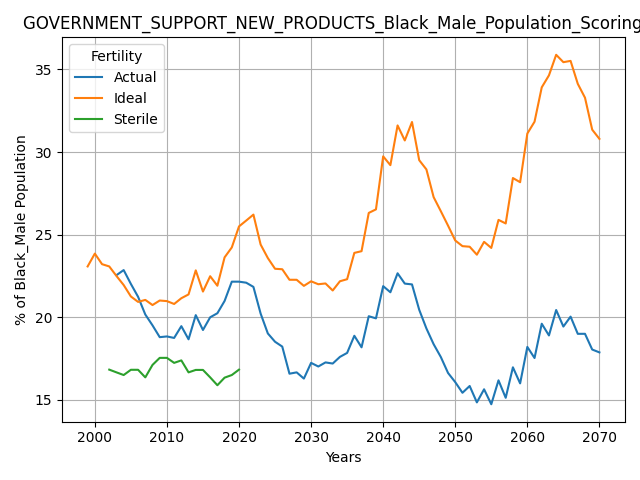 GOVERNMENT_SUPPORT_NEW_PRODUCTS_Black_Male_Population_Scoring
Fertility
Actual
Ideal
Sterile
% of Black_Male Population
35
30
25
20
15
2000 2010 2020 2030 2040 2050 2060 2070
Years